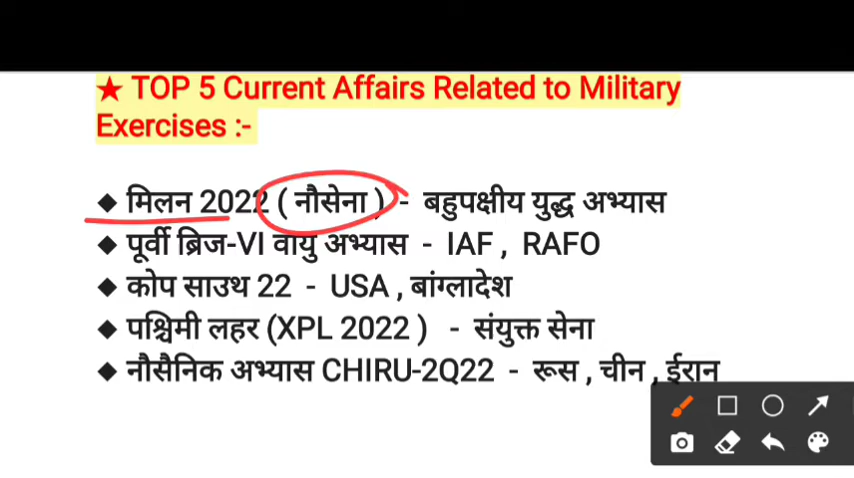 ★ TOP 5 Current Affairs Related to Military
Exercises :-
◆ मिलन 2022 ( नौसेना ) - बहुपक्षीय युद्ध अभ्यास
◆ पूर्वी ब्रिज-VI वायु अभ्यास - IAF , RAFO
◆ कोप साउथ 22 - USA , बांग्लादेश
◆ पश्चिमी लहर (XPL 2022 ) - संयुक्त सेना
◆ नौसैनिक अभ्यास CHIRU-2Q22 - रूस , चीन , ईरान